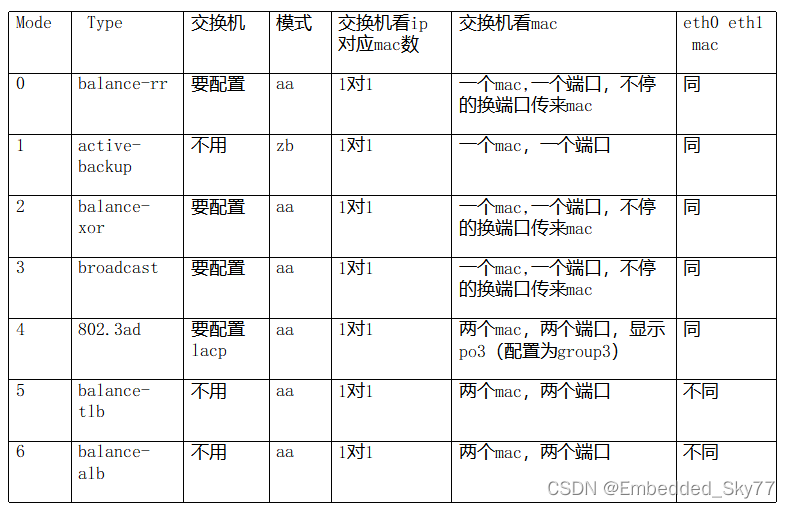 Mode Type 交换机 模式 交换机看ip对应mac数 交换机看mac eth0 eth1 mac
0 balance-rr 要配置 aa 1对1 一个mac,一个端口，不停的换端口传来mac 同
1 active-backup 不用 zb 1对1 一个mac，一个端口 同
2 balance-xor 要配置 aa 1对1 一个mac,一个端口，不停的换端口传来mac 同
3 broadcast 要配置 aa 1对1 一个mac,一个端口，不停的换端口传来mac 同
4 802.3ad 要配置lacp aa 1对1 两个mac，两个端口，显示po3（配置为group3） 同
5 balance-tlb 不用 aa 1对1 两个mac，两个端口 不同
6 balance-alb 不用 aa 1对1 两个mac，两个端口 不同
CSDN @Embedded_Sky77